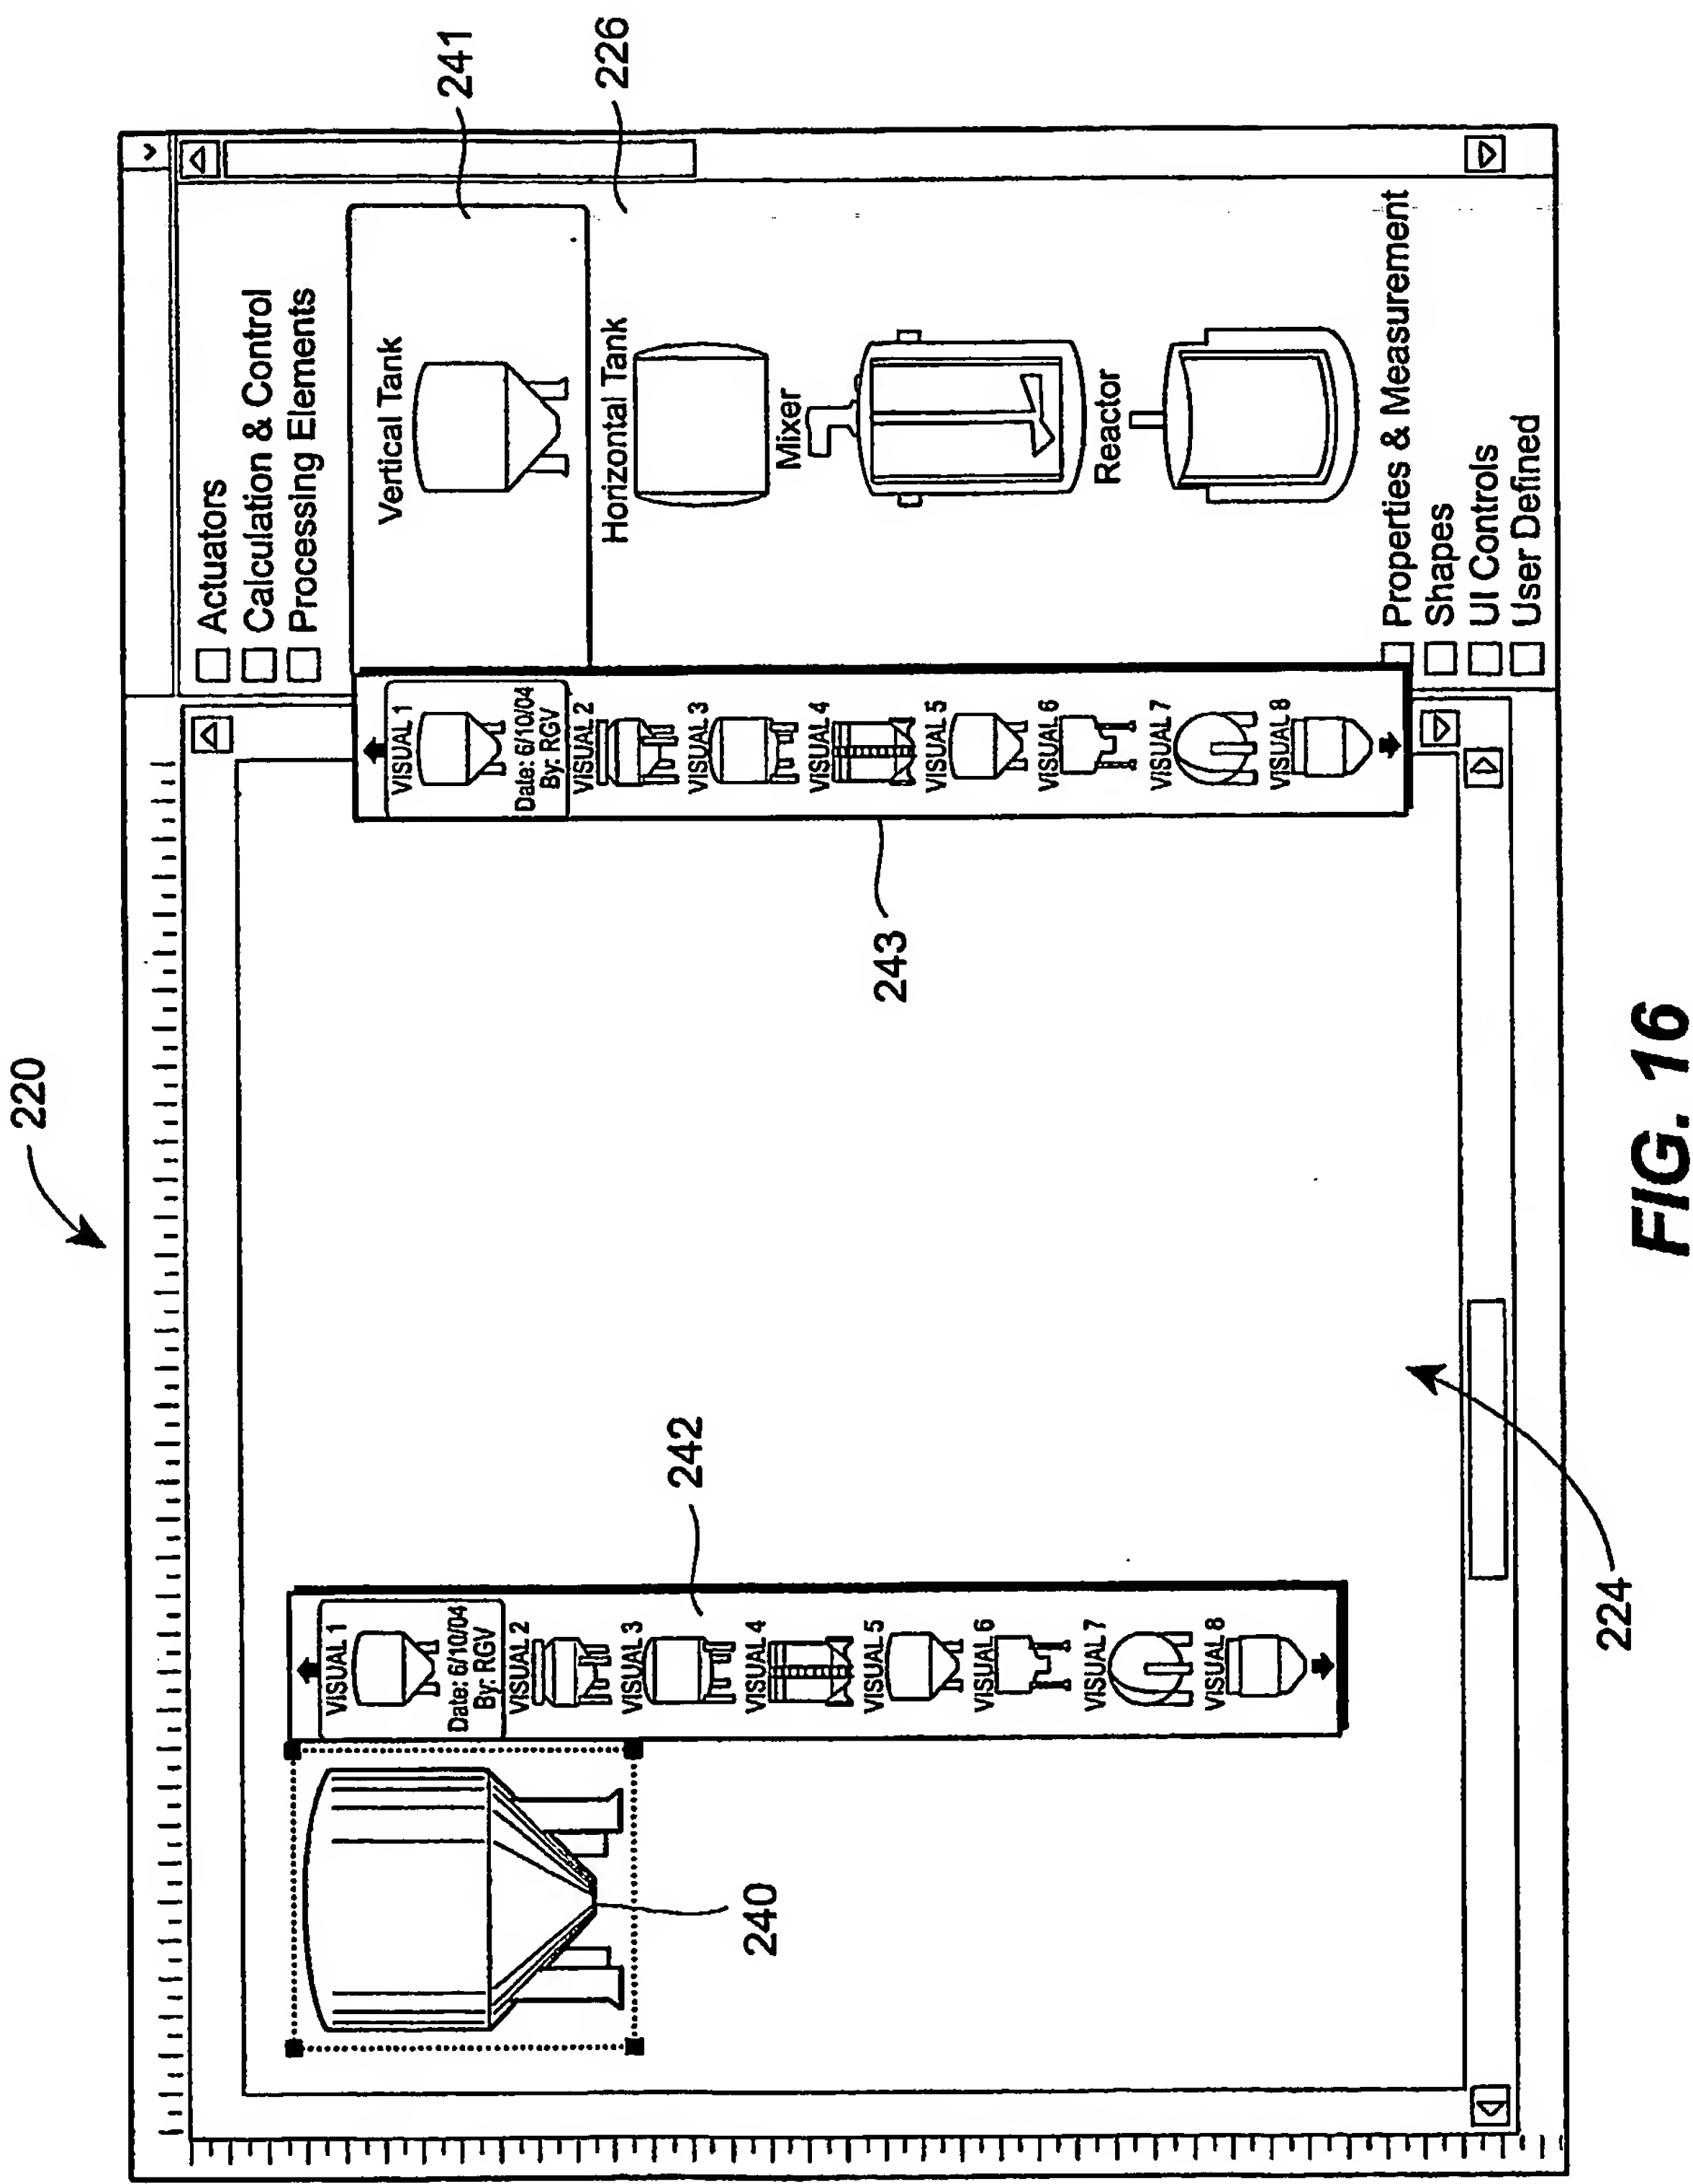 220
241
226
Actuators
Calculation & Control
Processing Elements
Vertical Tank
Horizontal Tank
Mixer
Reactor
Properties & Measurement
Shapes
UI Controls
User Defined
VISUAL 1
Date: 6/10/04
By: RGV
VISUAL 2
VISUAL 3
VISUAL 4
VISUAL 5
VISUAL 6
VISUAL 7
VISUAL 8
243
VISUAL 1
Date: 6/10/04
By: RGV
VISUAL 2
VISUAL 3
VISUAL 4
VISUAL 5
VISUAL 6
VISUAL 7
VISUAL 8
242
240
224
FIG. 16